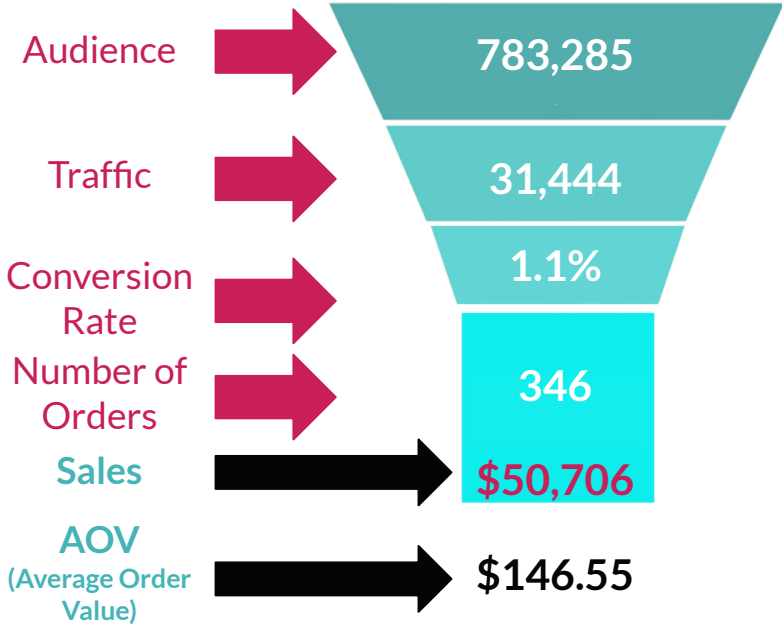 Audience
783,285
Traffic
31,444
Conversion
Rate
1.1%
Number of
Orders
346
Sales
$50,706
AOV
(Average Order
Value)
$146.55